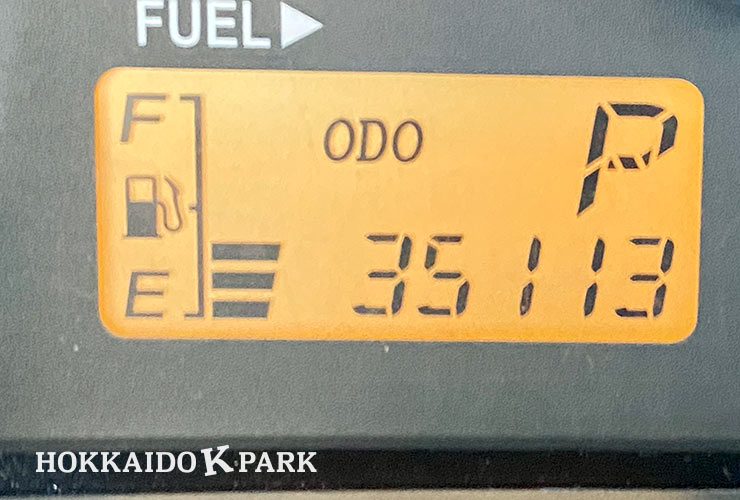 FUEL▶
F
ODO
P
E
35113
HOKKAIDO K PARK